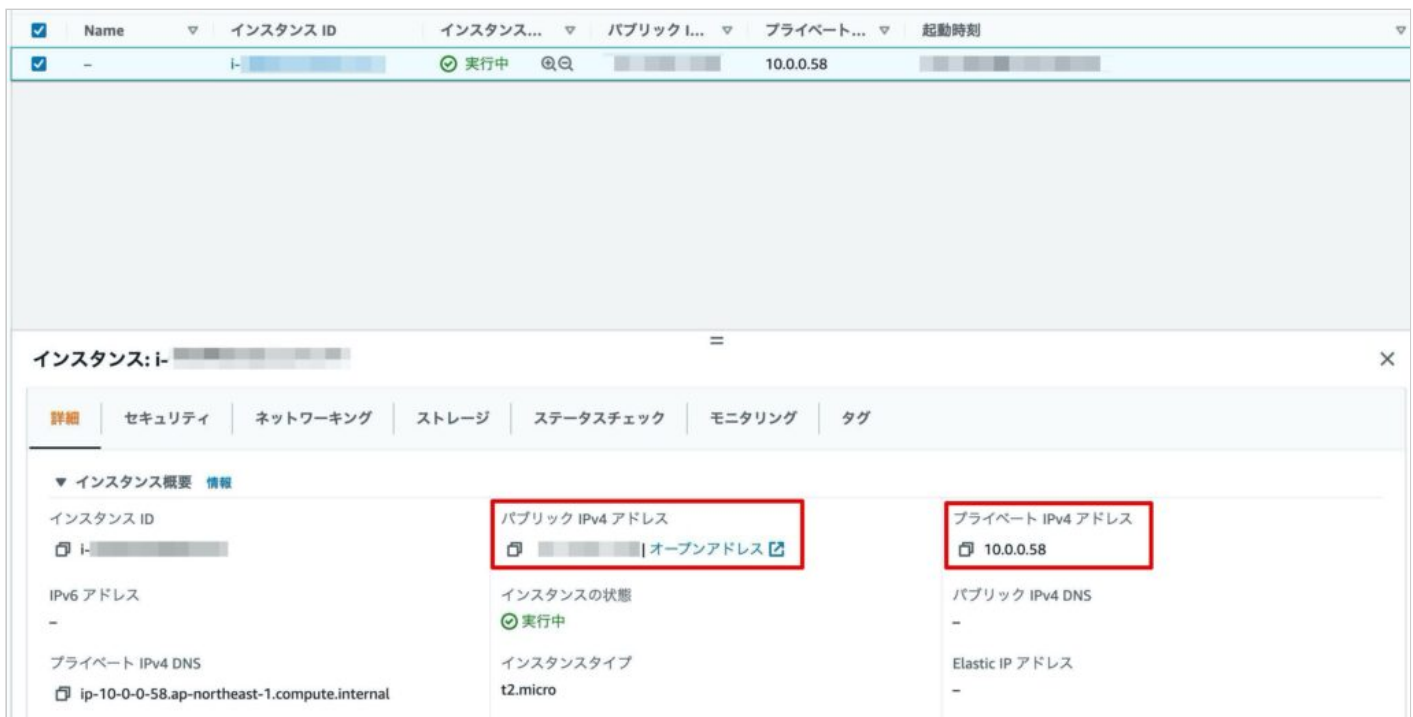 Name インスタンス ID インスタンス... パブリック I... プライベート... 起動時刻
– i- 実行中 10.0.0.58
インスタンス: i-
詳細 セキュリティ ネットワーキング ストレージ ステータスチェック モニタリング タグ
▼ インスタンス概要 情報
インスタンス ID パブリック IPv4 アドレス プライベート IPv4 アドレス
i- | オープンアドレス 10.0.0.58
IPv6 アドレス インスタンスの状態 パブリック IPv4 DNS
– 実行中 –
プライベート IPv4 DNS インスタンスタイプ Elastic IP アドレス
ip-10-0-0-58.ap-northeast-1.compute.internal t2.micro –